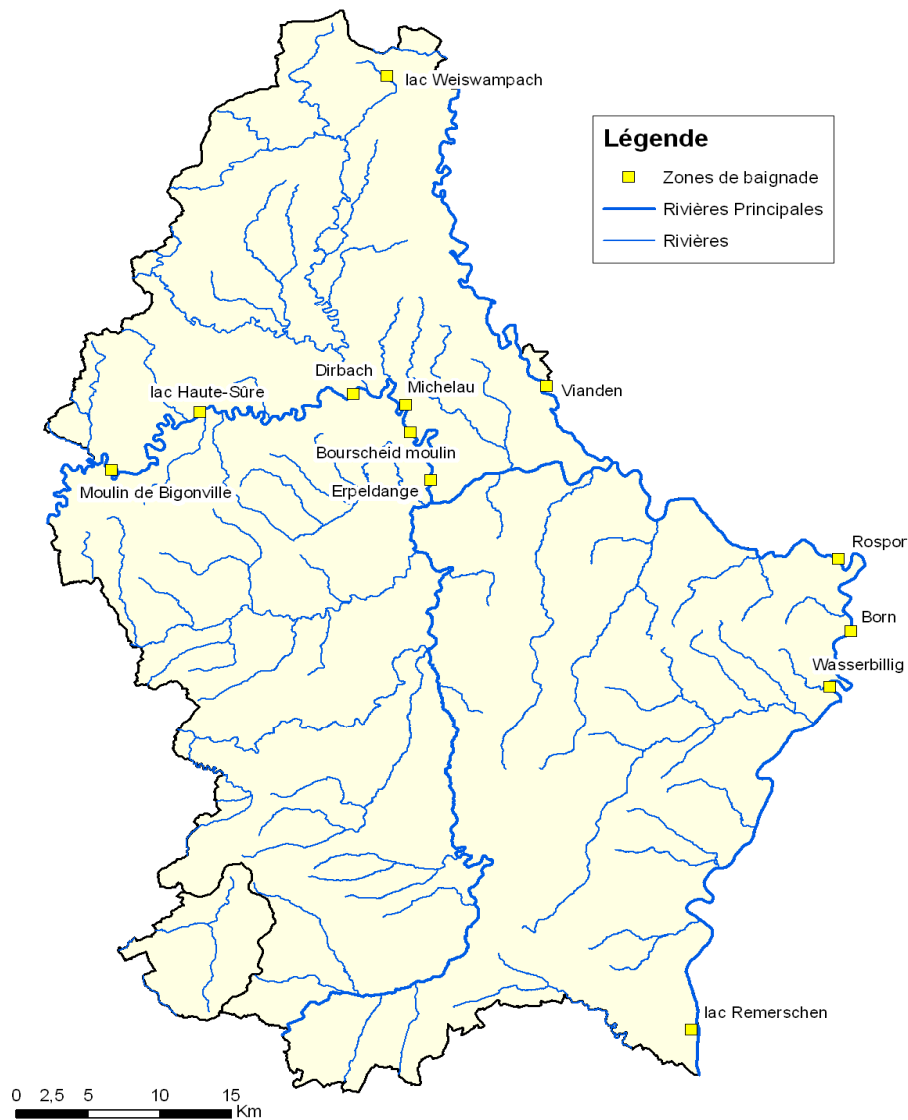 lac Weiswampach
Légende
Zones de baignade
Rivières Principales
Rivières
Dirbach
lac Haute-Sûre
Michelau
Vianden
Bourscheid moulin
Moulin de Bigonville
Erpeldange
Rospor
Born
Wasserbillig
lac Remerschen
0 2,5 5 10 15
Km